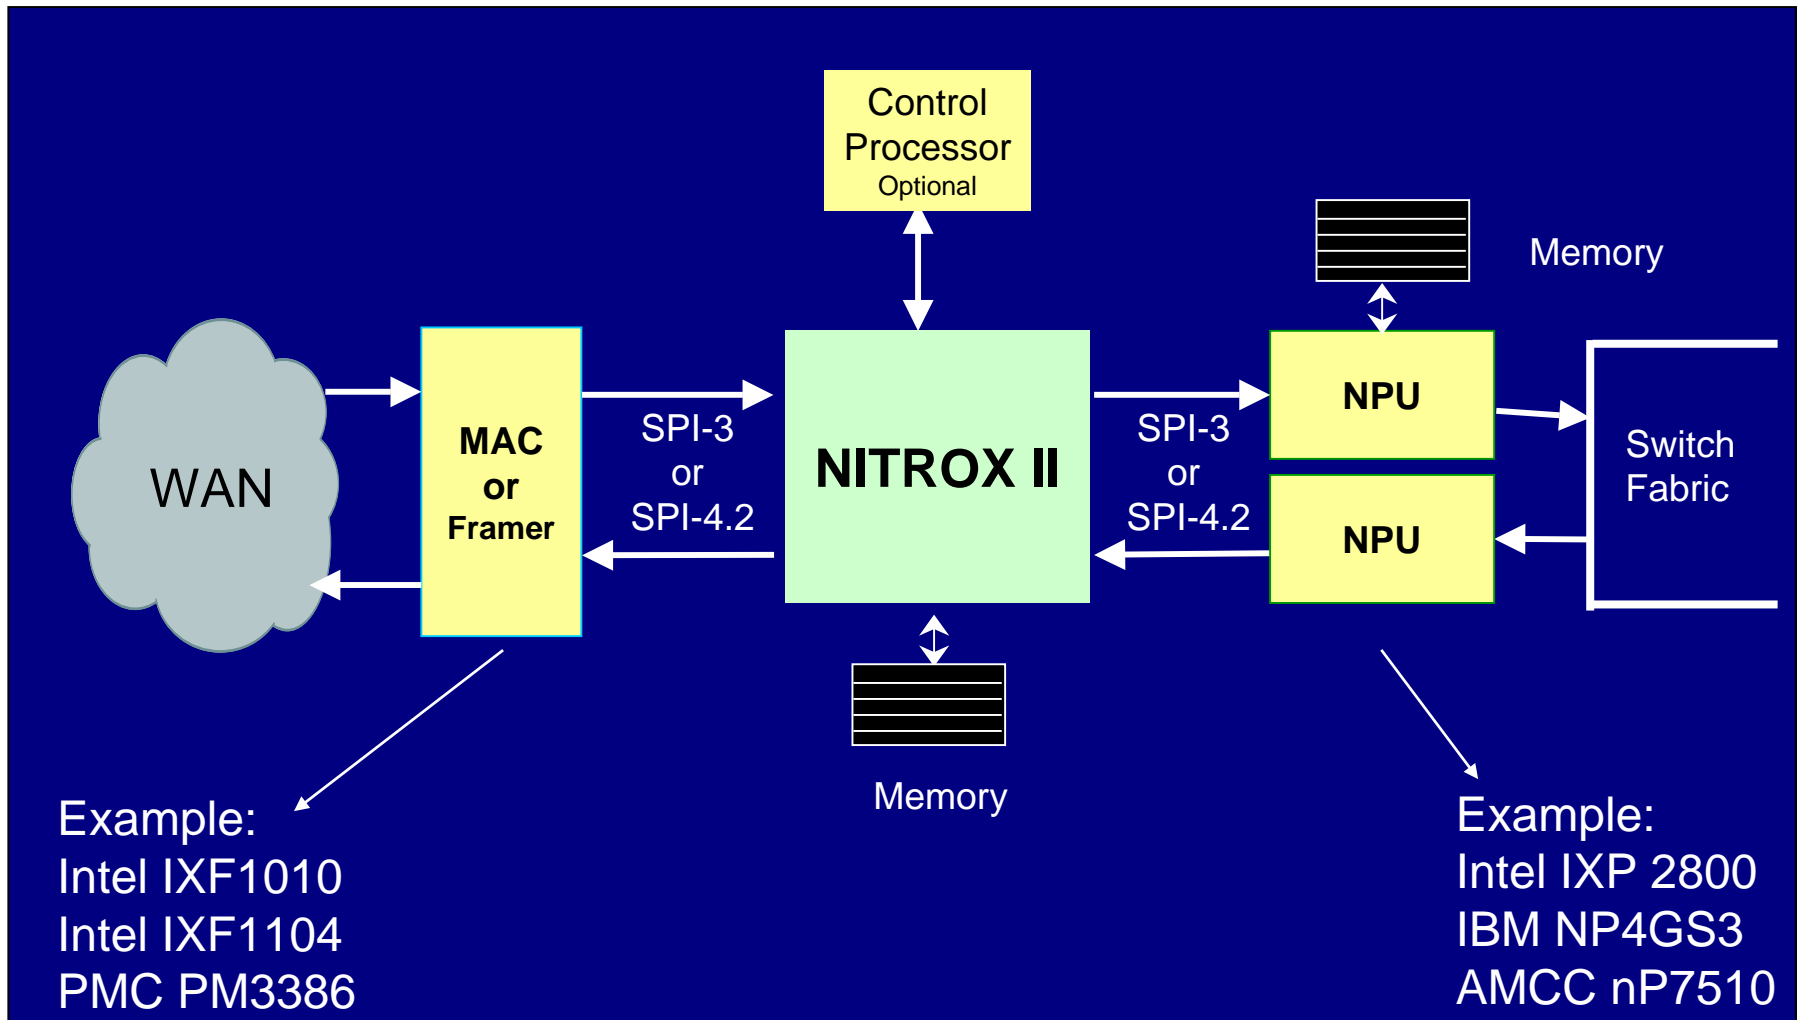 Control
Processor
Optional
Memory
WAN
MAC
or
Framer
SPI-3
or
SPI-4.2
NITROX II
SPI-3
or
SPI-4.2
NPU
NPU
Switch
Fabric
Memory
Example:
Intel IXF1010
Intel IXF1104
PMC PM3386
Example:
Intel IXP 2800
IBM NP4GS3
AMCC nP7510